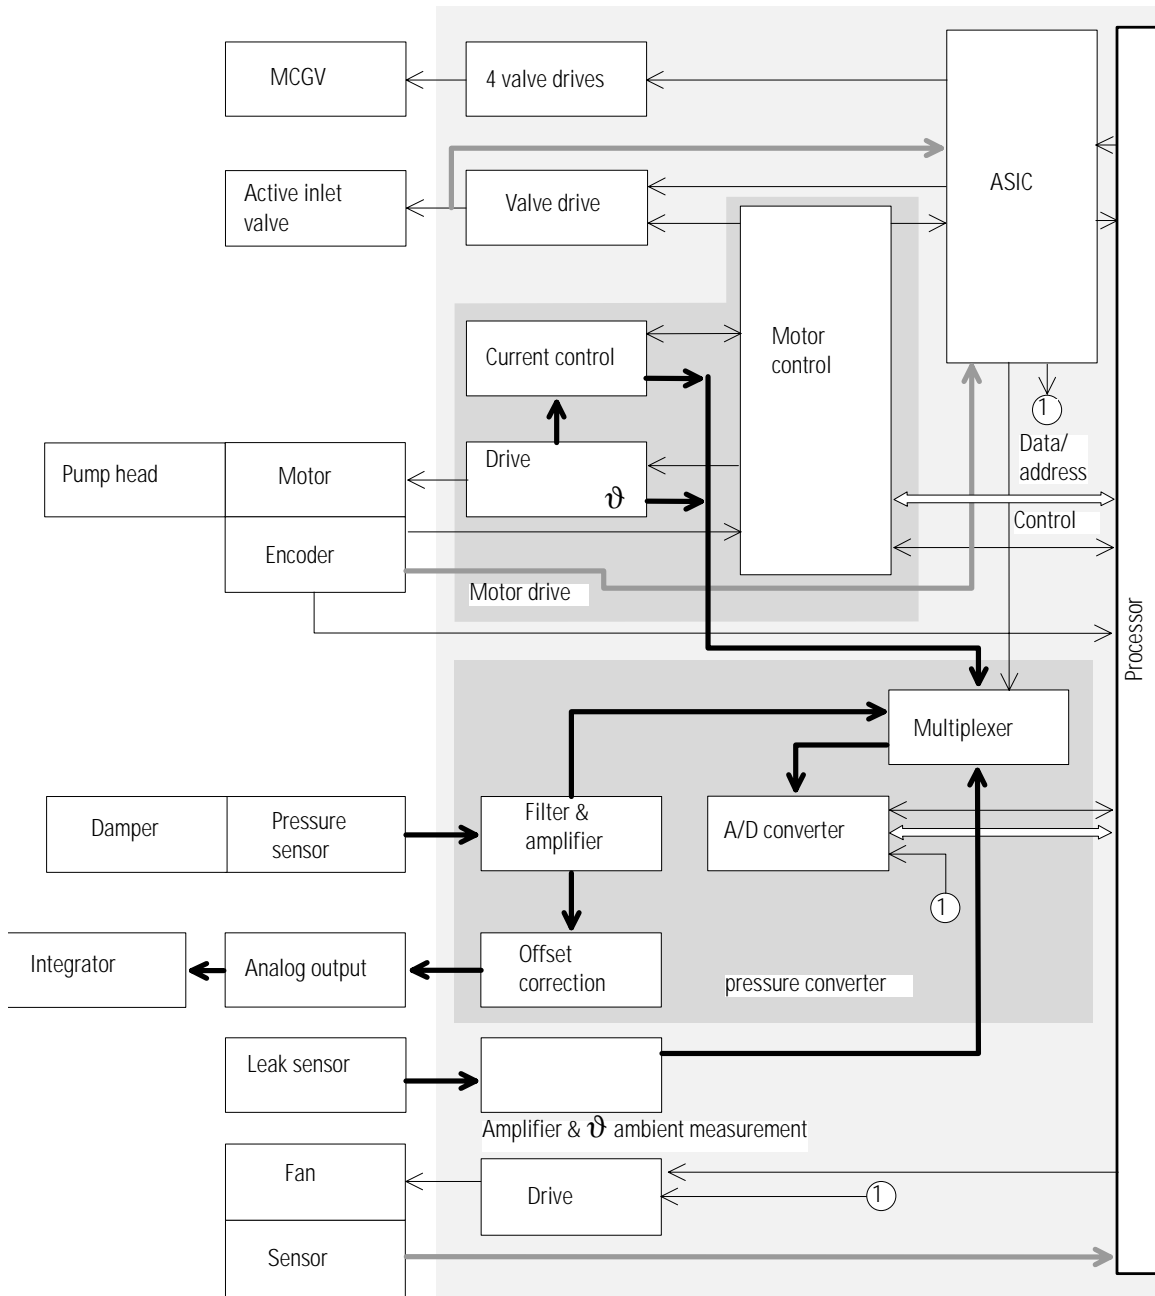 MCGV
4 valve drives
ASIC
Active inlet
valve
Valve drive
Motor
control
Current control
1
Data/
address
Pump head
Motor
Drive
ϑ
Control
Encoder
Motor drive
Processor
Multiplexer
Damper
Pressure
sensor
Filter &
amplifier
A/D converter
1
Integrator
Analog output
Offset
correction
pressure converter
Leak sensor
Amplifier & ϑ ambient measurement
Fan
Drive
1
Sensor